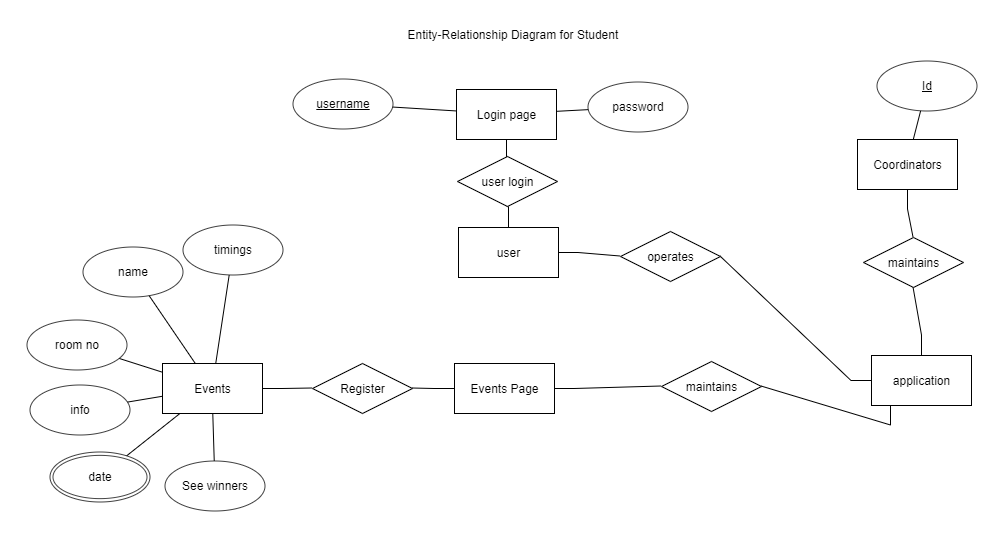 Entity-Relationship Diagram for Student
Id
username
Login page
password
Coordinators
user login
timings
user
operates
maintains
name
room no
Events
Register
Events Page
maintains
application
info
date
See winners